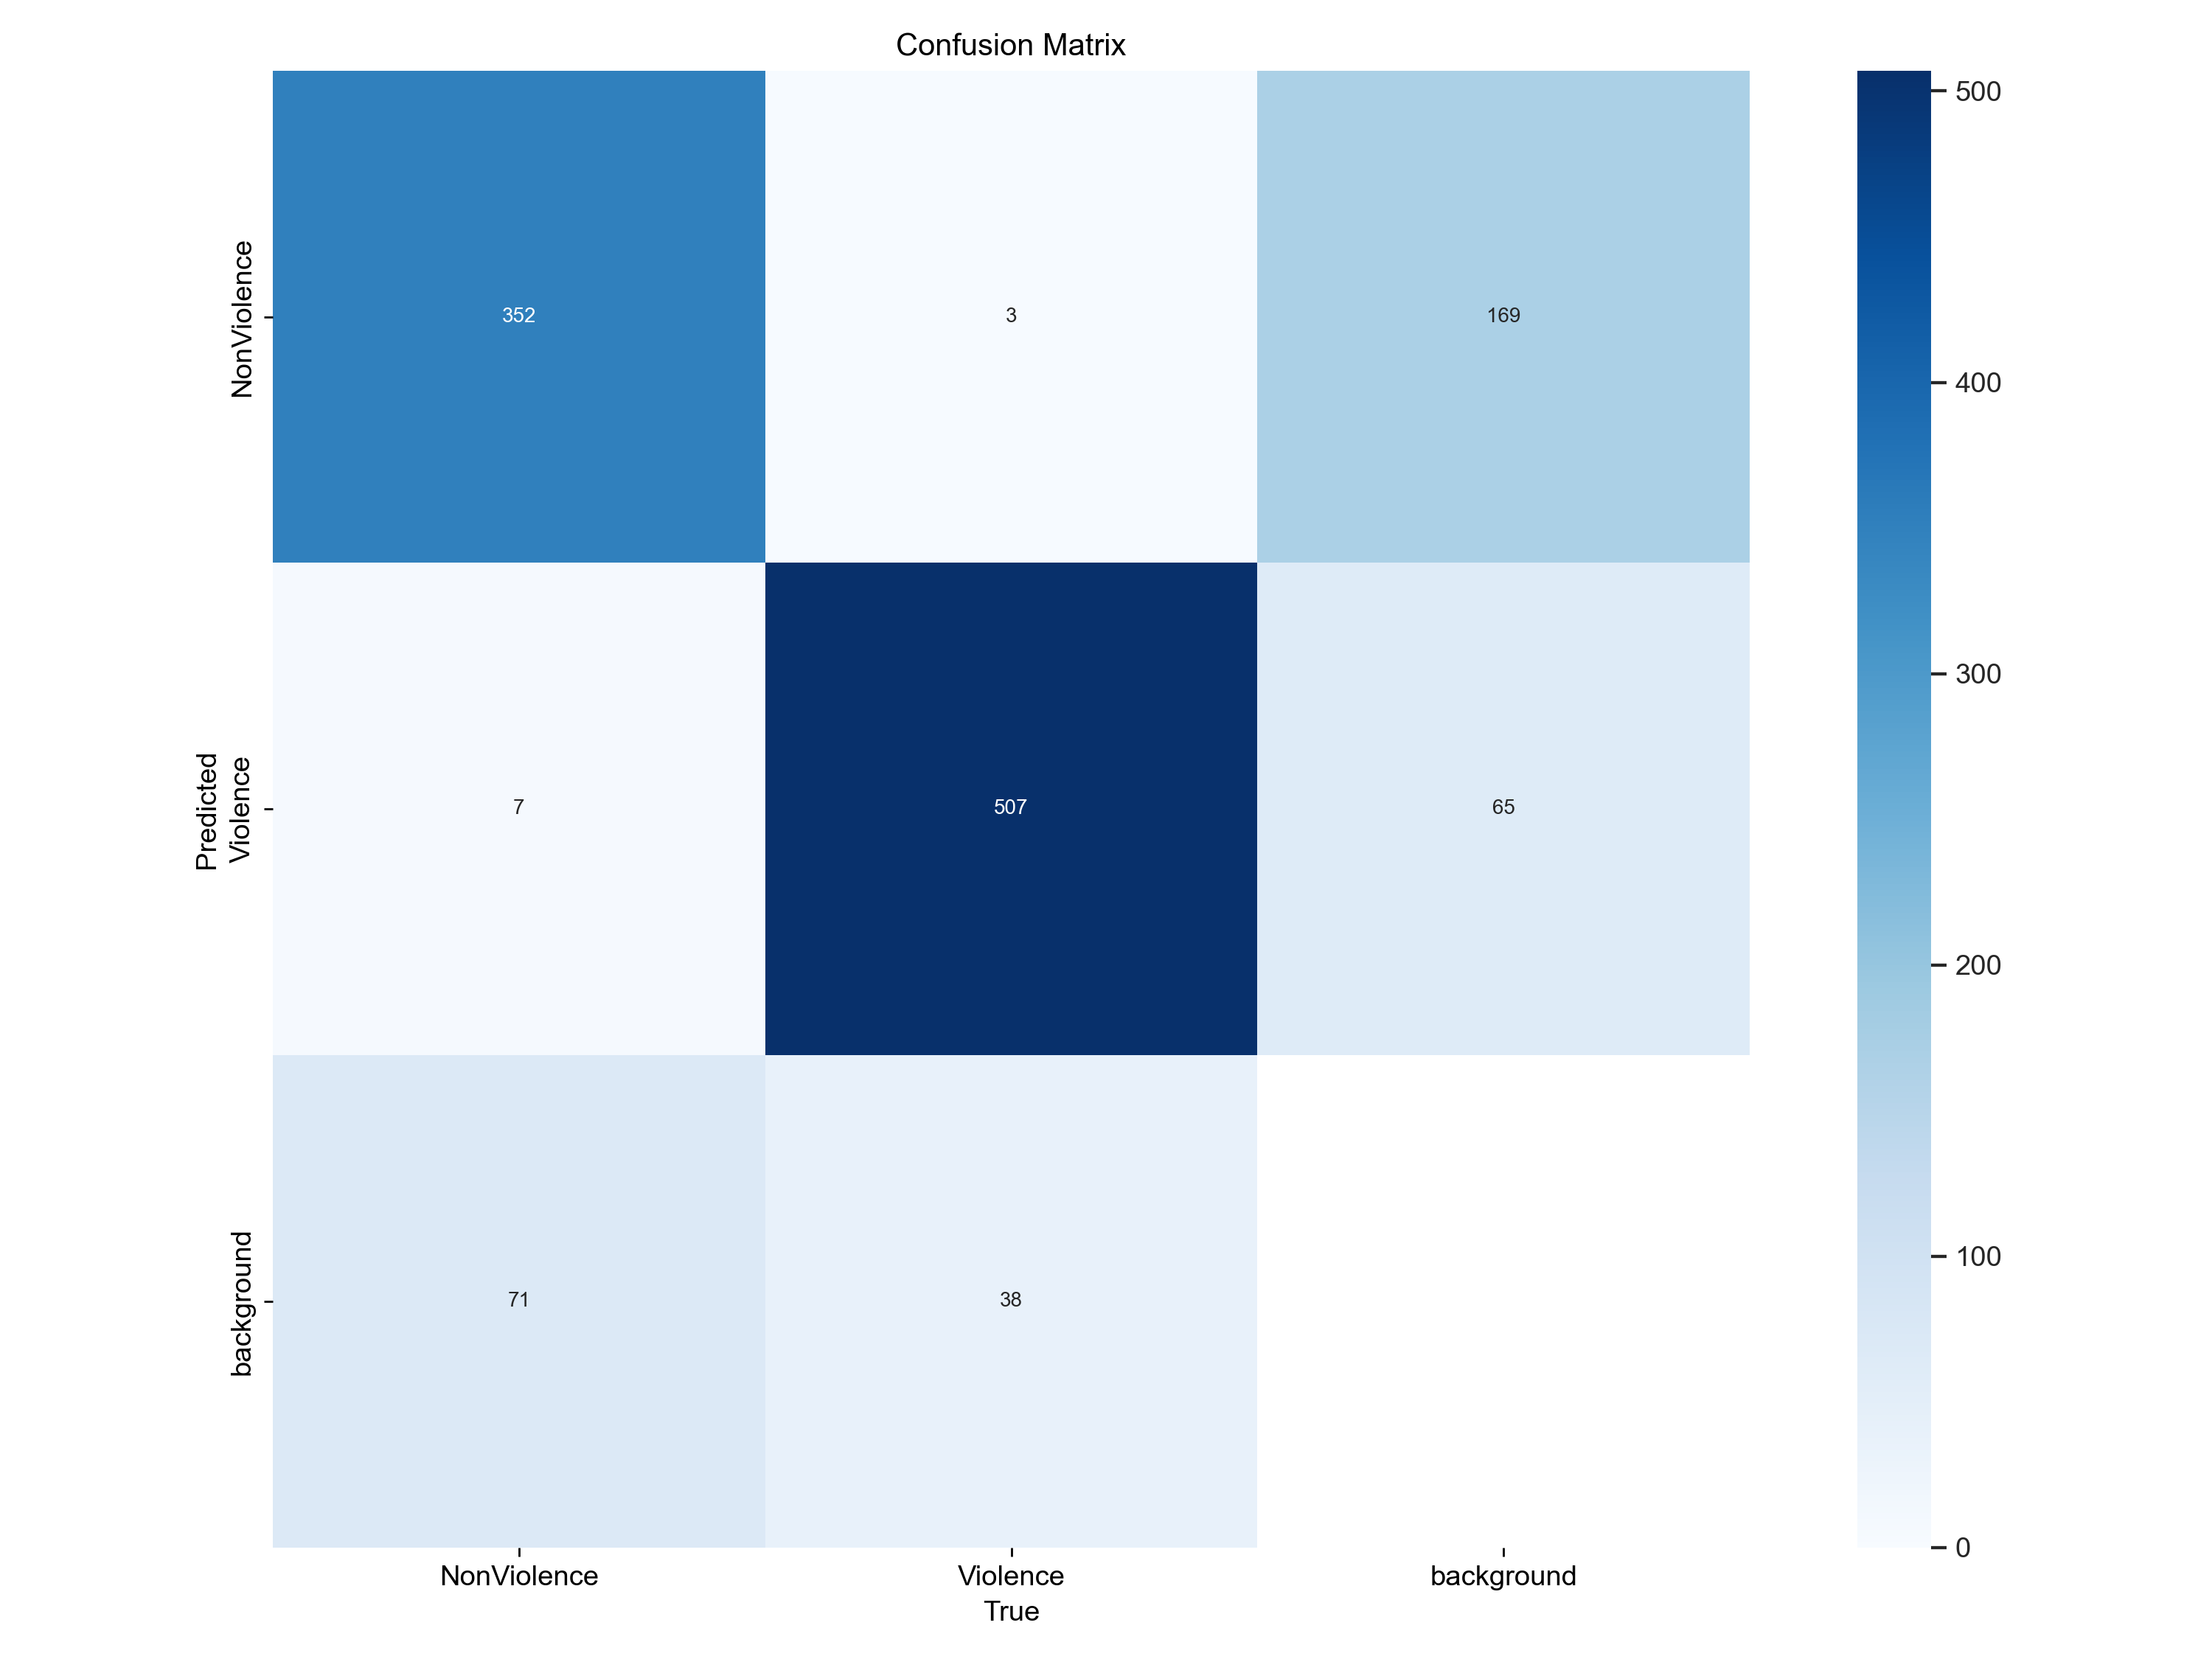 Confusion Matrix
NonViolence
352
3
169
500
400
300
Predicted
Violence
7
507
65
200
100
background
71
38
0
NonViolence
Violence
background
True